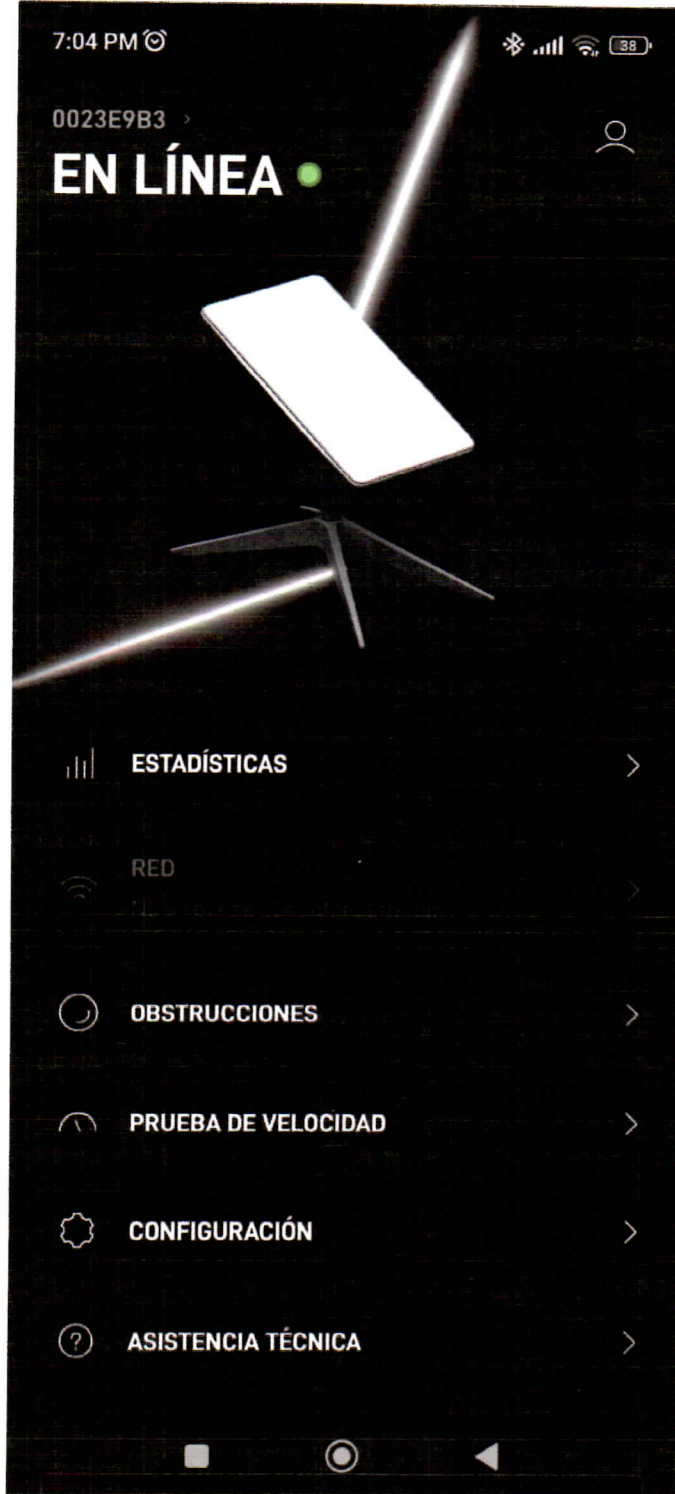 7:04 PM
38
0023E9B3 >
EN LÍNEA
ESTADÍSTICAS
RED
OBSTRUCCIONES
PRUEBA DE VELOCIDAD
CONFIGURACIÓN
ASISTENCIA TÉCNICA